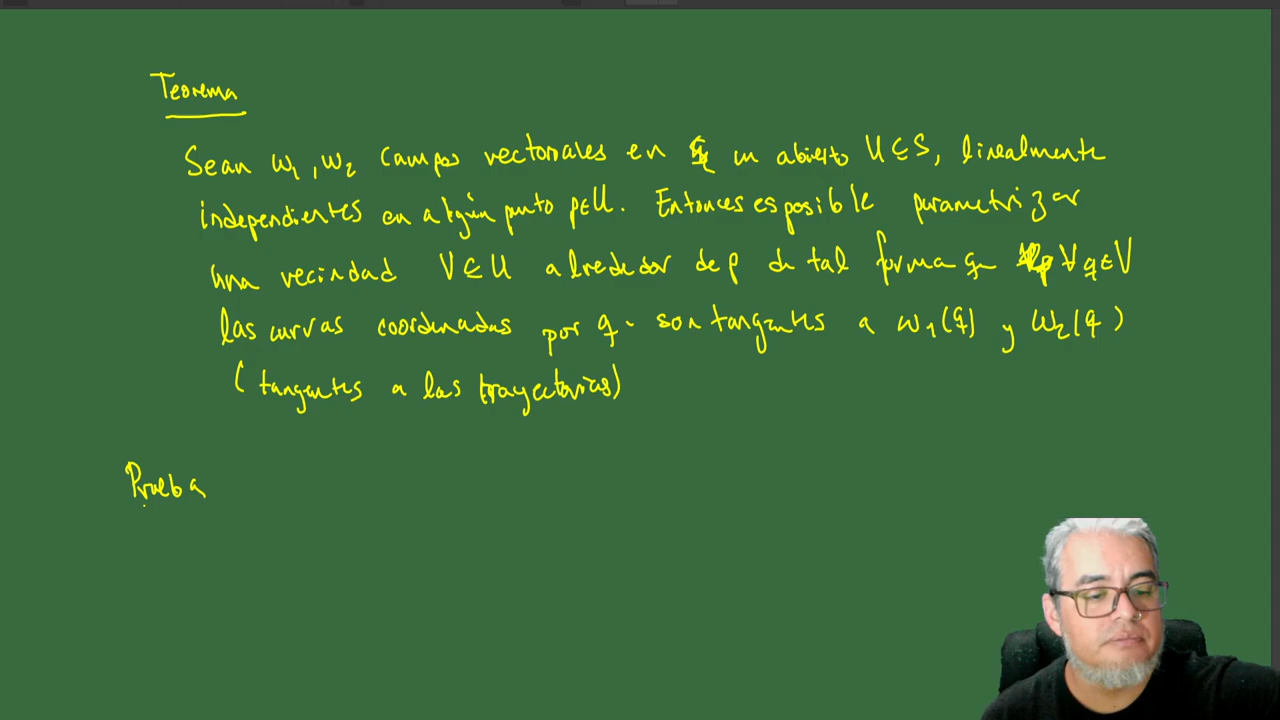 Teorema
Sean w₁, w₂ campos vectoriales en un abierto U⊆S, linealmente
independientes en algún punto p∈U. Entonces es posible parametrizar
una vecindad V⊆U alrededor de p de tal forma que ∀q∈V
las curvas coordenadas por q son tangentes a w₁(q) y w₂(q)
(tangentes a las trayectorias)
Prueba